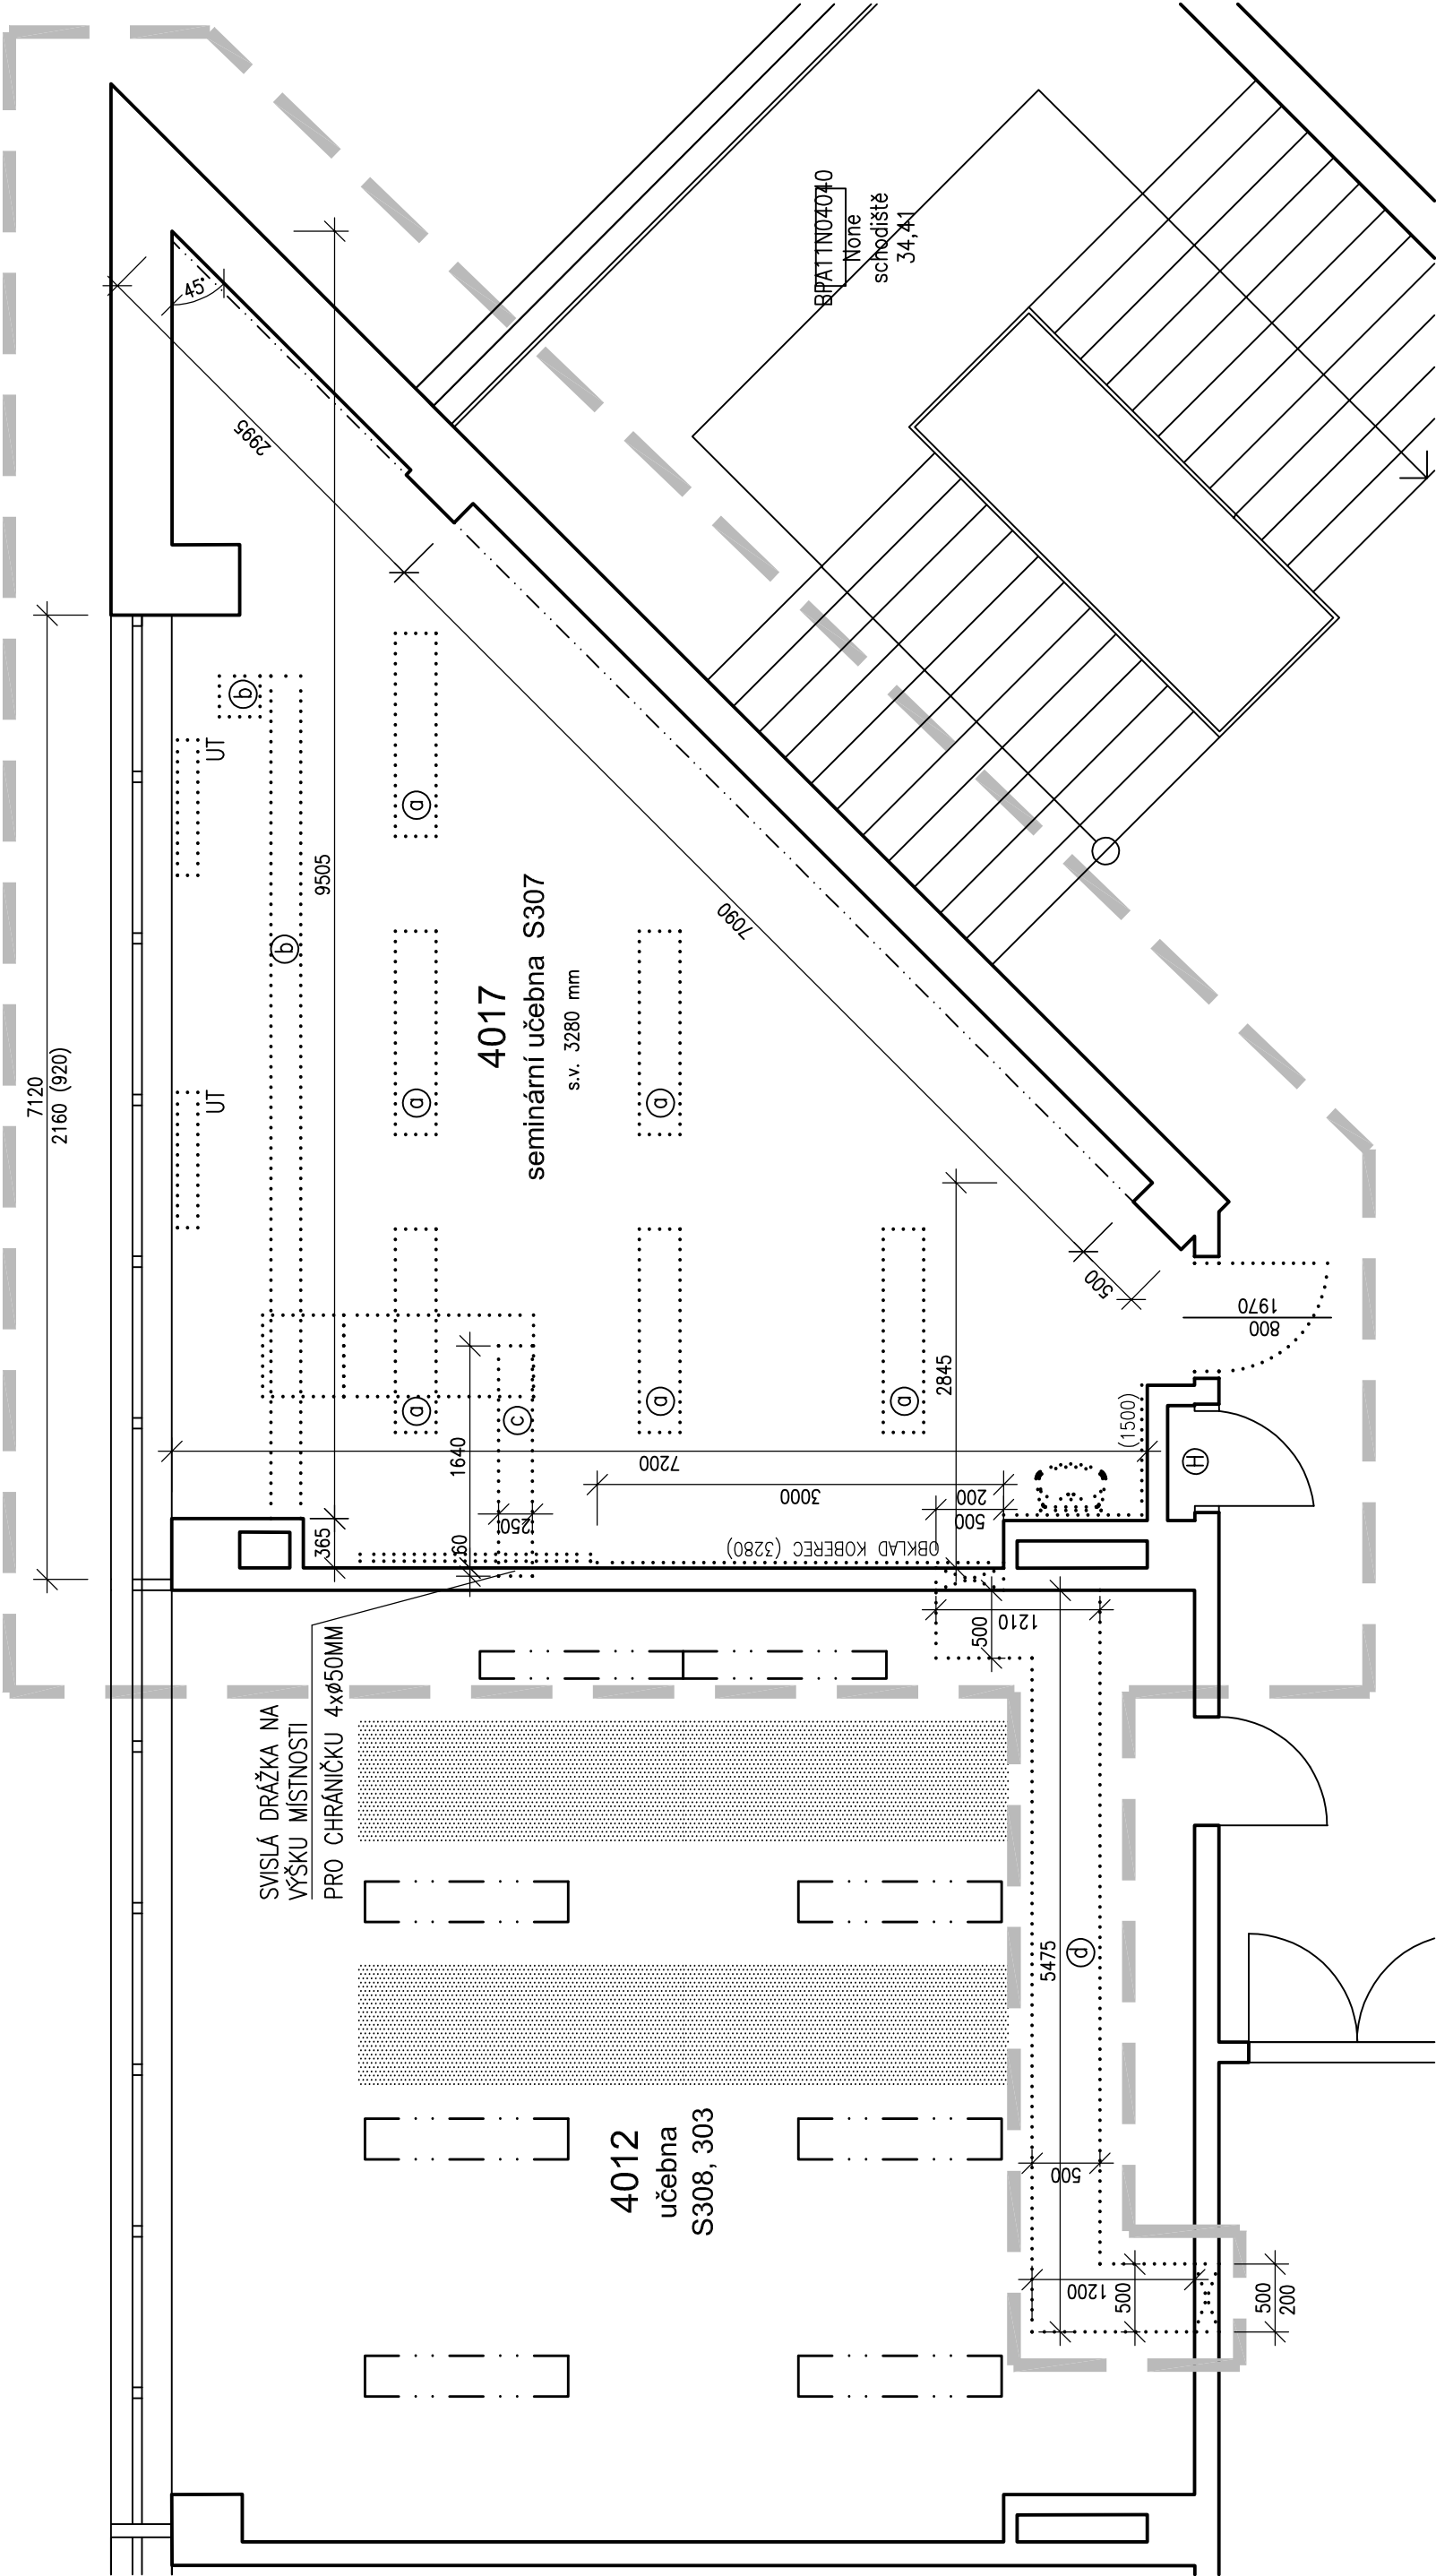 BPA11N04040
None
schodiště
34,41
45°
2995
9505
7120
2160 (920)
b
UT
a
b
7090
4017
seminární učebna S307
s.v. 3280 mm
a
a
UT
500
1970
800
2845
a
a
a
c
1640
(1500)
H
7200
3000
200
500
250
365
60
OBKLAD KOBEREC (3280)
1210
500
SVISLÁ DRÁŽKA NA
VÝŠKU MÍSTNOSTI
PRO CHRÁNIČKU 4xø50MM
5475
d
4012
učebna
S308, 303
500
1200
500
500
200